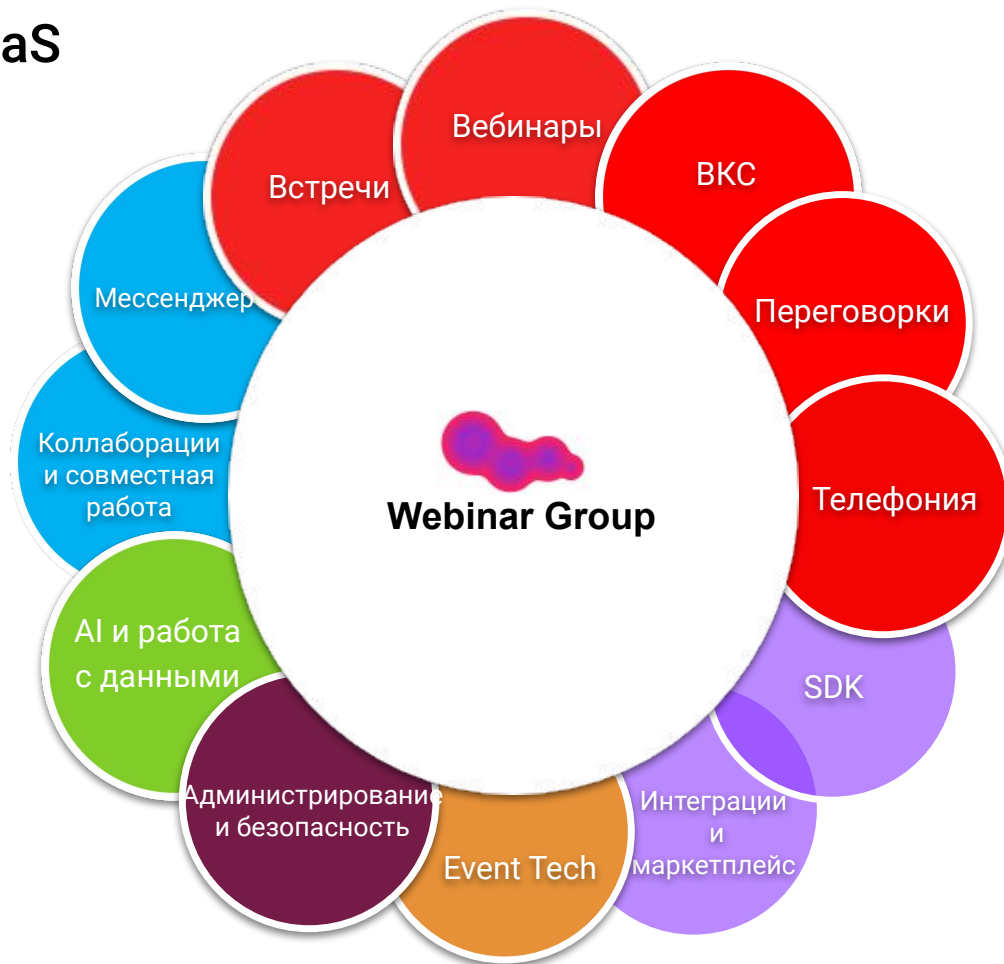 aS
Вебинары
ВКС
Встречи
Переговорки
Мессенджер
Коллаборации
и совместная
работа
Телефония
Webinar Group
AI и работа
с данными
SDK
Администрирование
и безопасность
Интеграции
и
маркетплейс
Event Tech